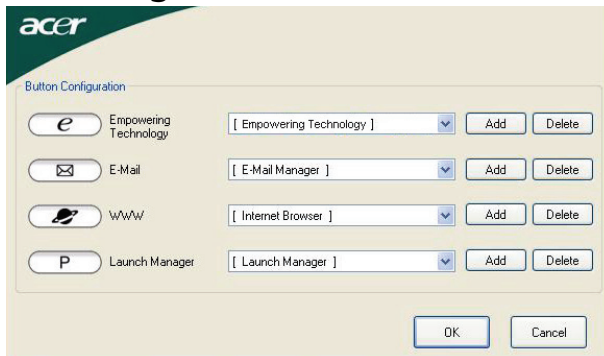 acer
Button Configuration
e Empowering Technology [ Empowering Technology ] Add Delete
E-Mail [ E-Mail Manager ] Add Delete
WWW [ Internet Browser ] Add Delete
P Launch Manager [ Launch Manager ] Add Delete
OK Cancel